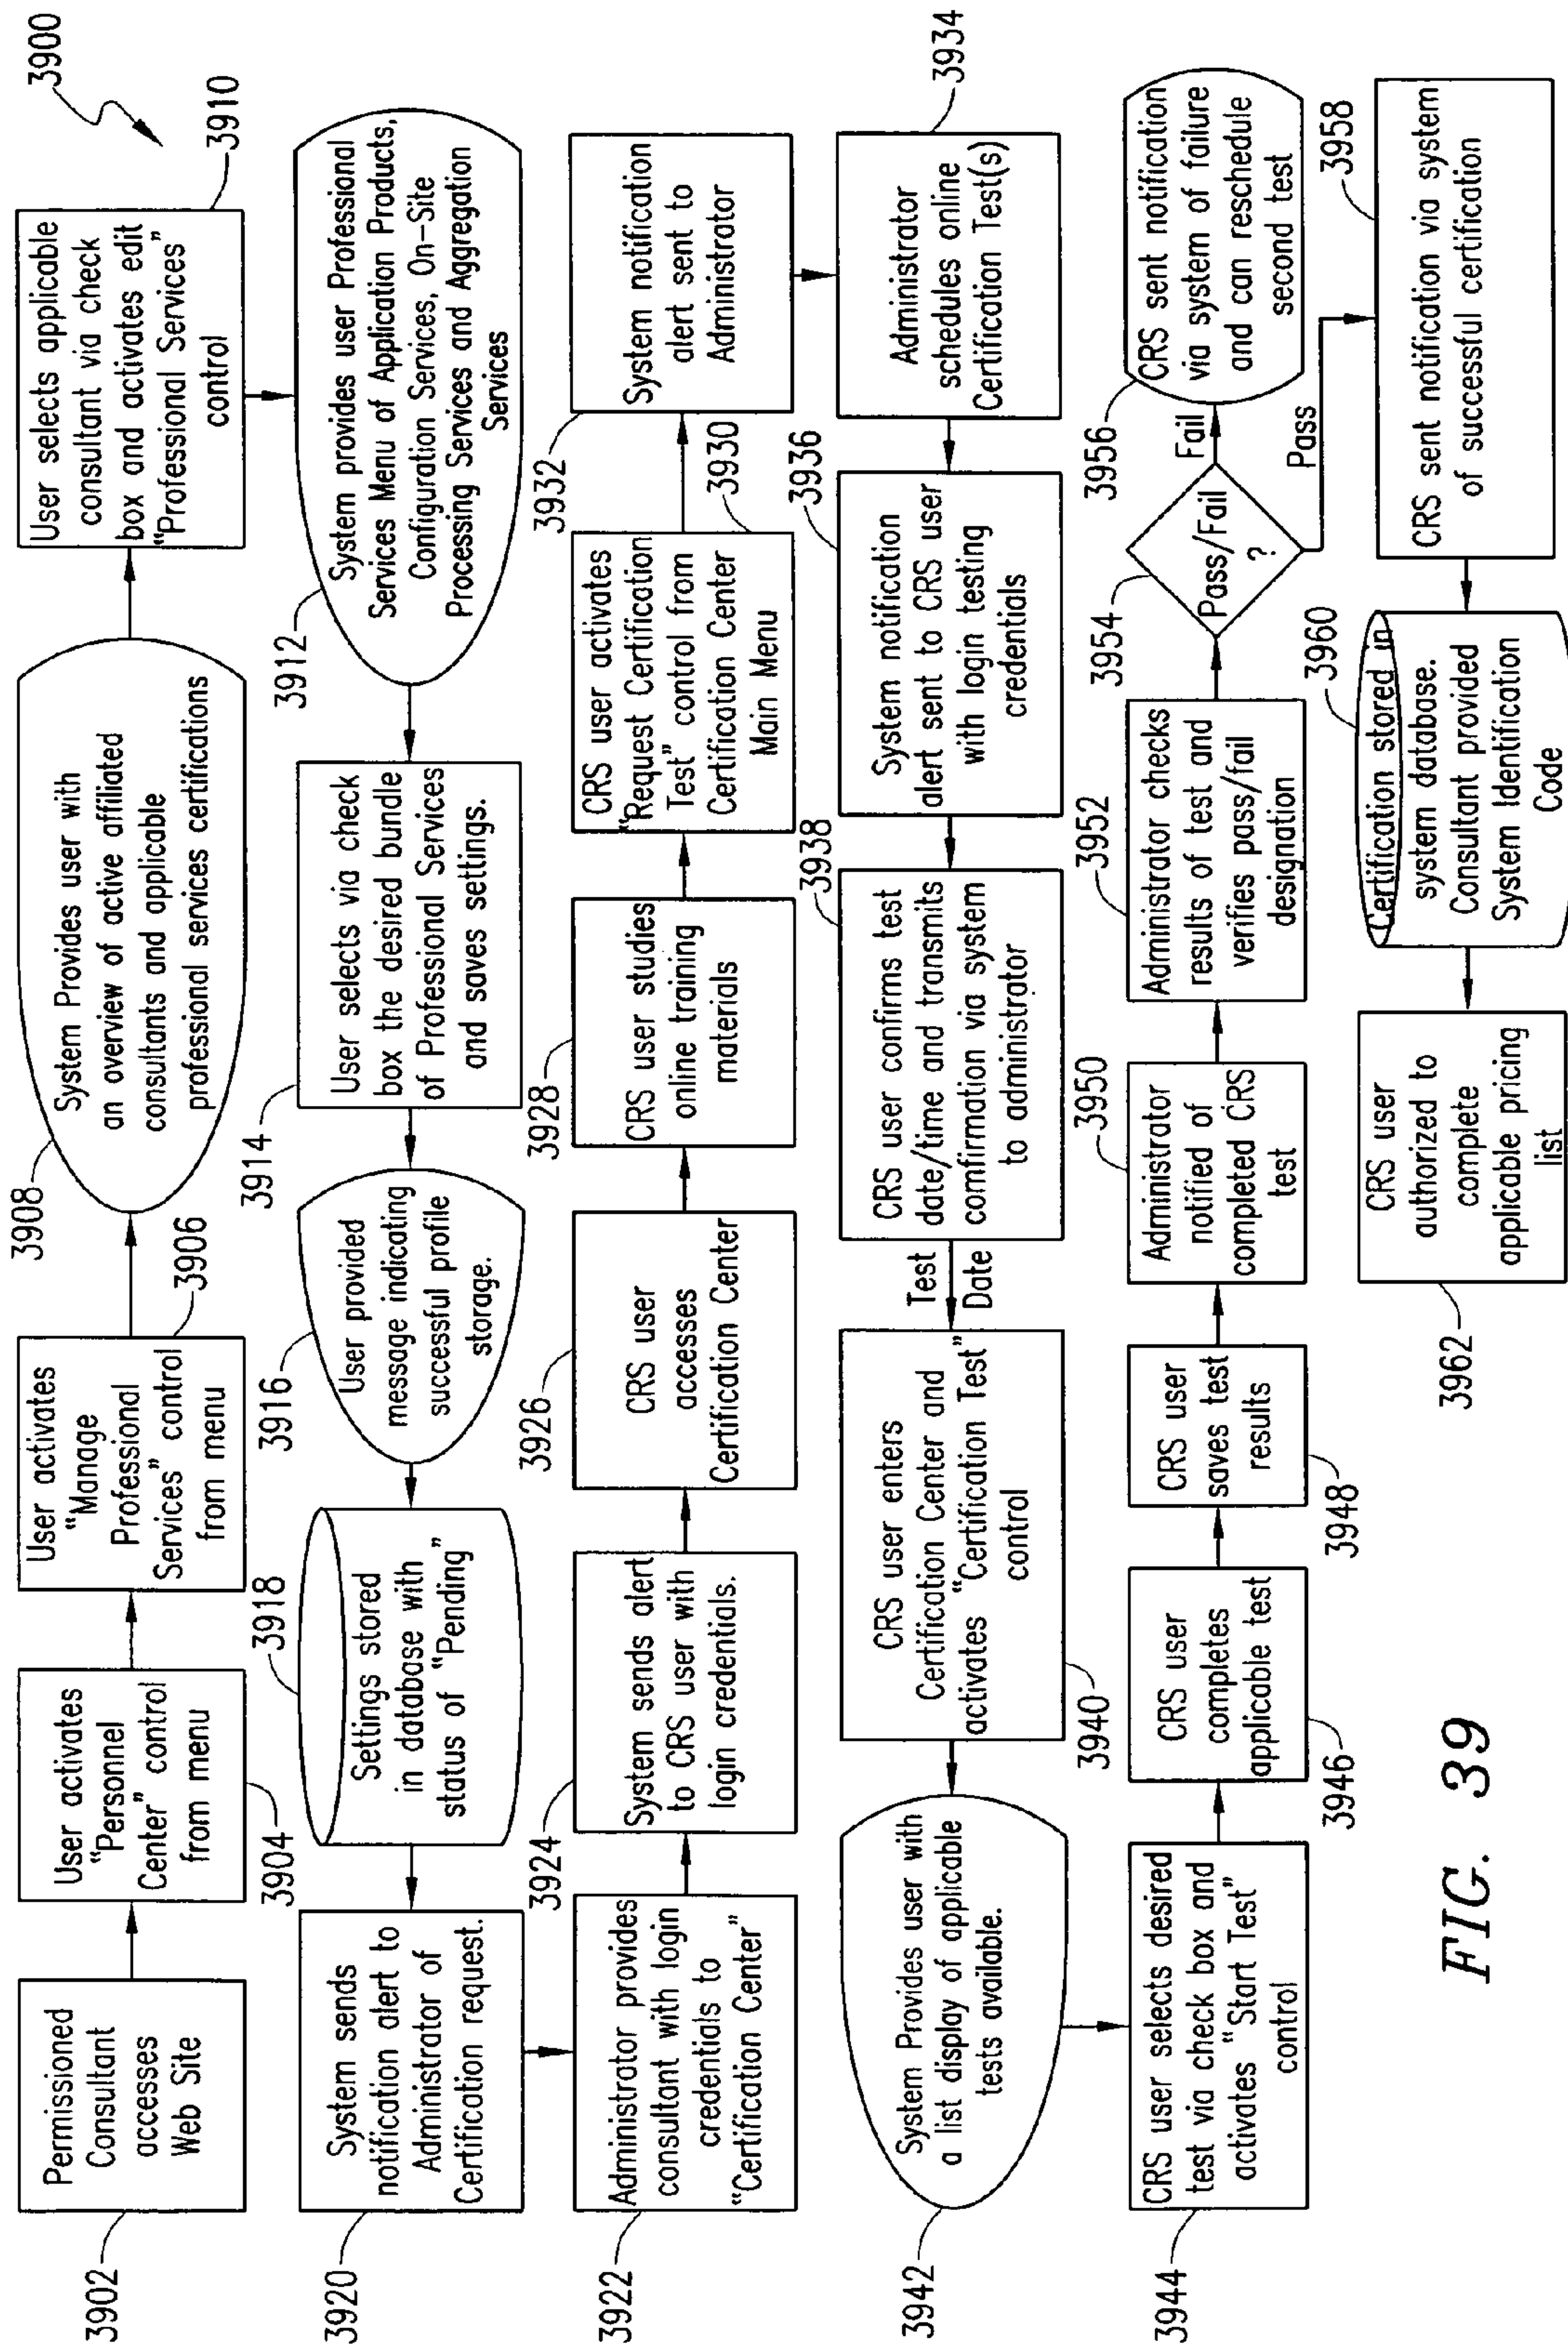 3900
3902
Permissioned
Consultant
accesses
Web Site
3904
User activates
"Personnel
Center" control
from menu
3906
User activates
"Manage
Professional
Services" control
from menu
3908
System Provides user with
an overview of active affiliated
consultants and applicable
professional services certifications
3910
User selects applicable
consultant via check
box and activates edit
"Professional Services"
control
3912
System provides user Professional
Services Menu of Application Products,
Configuration Services, On-Site
Processing Services and Aggregation
Services
3914
User selects via check
box the desired bundle
of Professional Services
and saves settings.
3916
User provided
message indicating
successful profile
storage.
3918
Settings stored
in database with
status of "Pending"
3920
System sends
notification alert to
Administrator of
Certification request.
3922
Administrator provides
consultant with login
credentials to
"Certification Center"
3924
System sends alert
to CRS user with
login credentials.
3926
CRS user
accesses
Certification Center
3928
CRS user studies
online training
materials
3930
CRS user activates
"Request Certification
Test" control from
Certification Center
Main Menu
3932
System notification
alert sent to
Administrator
3934
Administrator
schedules online
Certification Test(s)
3936
System notification
alert sent to CRS user
with login testing
credentials
3938
CRS user confirms test
date/time and transmits
comfirmation via system
to administrator
Test
Date
3940
CRS user enters
Certification Center and
activates "Certification Test"
control
3942
System Provides user with
a list display of applicable
tests available.
3944
CRS user selects desired
test via check box and
activates "Start Test"
control
3946
CRS user
completes
applicable test
3948
CRS user
saves test
results
3950
Administrator
notified of
completed CRS
test
3952
Administrator checks
results of test and
verifies pass/fail
designation
3954
Pass/Fail
?
Fail
Pass
3956
CRS sent notification
via system of failure
and can reschedule
second test
3958
CRS sent notification via system
of successful certification
3960
Certification stored in
system database.
Consultant provided
System Identification
Code
3962
CRS user
authorized to
complete
applicable pricing
list
FIG. 39